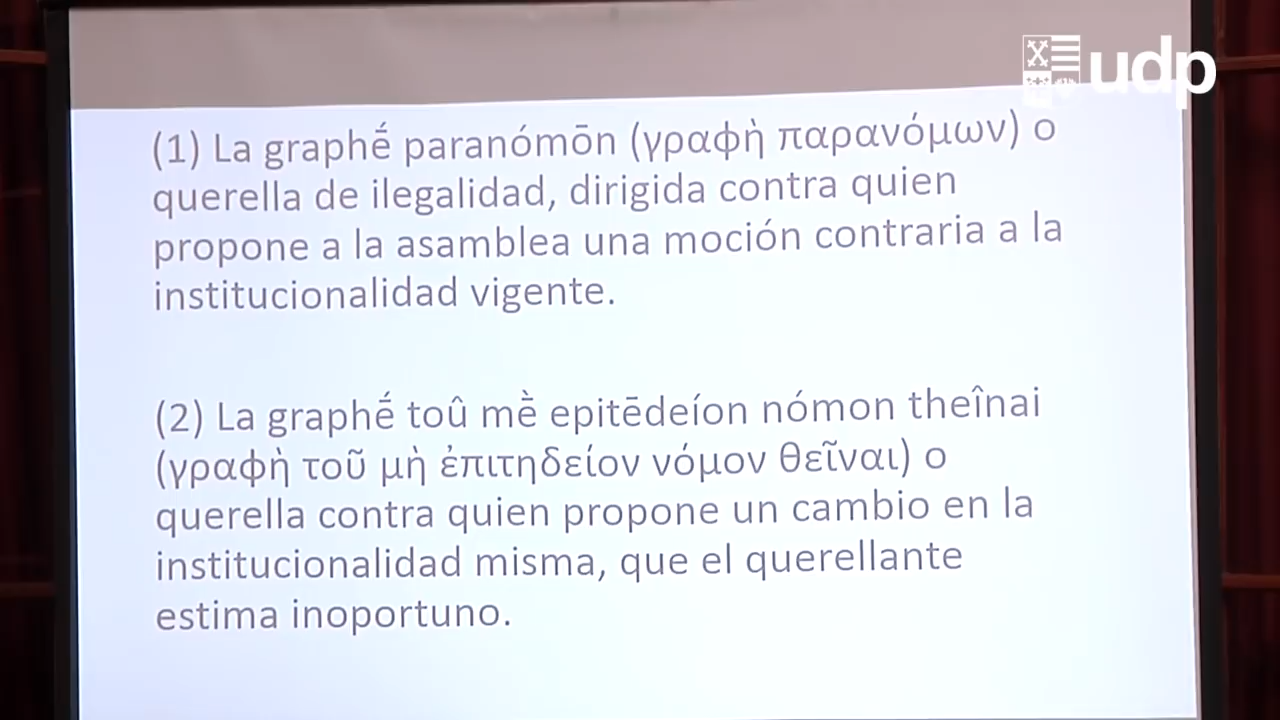 udp
(1) La graphḗ paranómōn (γραφὴ παρανόμων) o
querella de ilegalidad, dirigida contra quien
propone a la asamblea una moción contraria a la
institucionalidad vigente.
(2) La graphḗ toû mḕ epitēdeíon nómon theînai
(γραφὴ τοῦ μὴ ἐπιτηδείον νόμον θεῖναι) o
querella contra quien propone un cambio en la
institucionalidad misma, que el querellante
estima inoportuno.